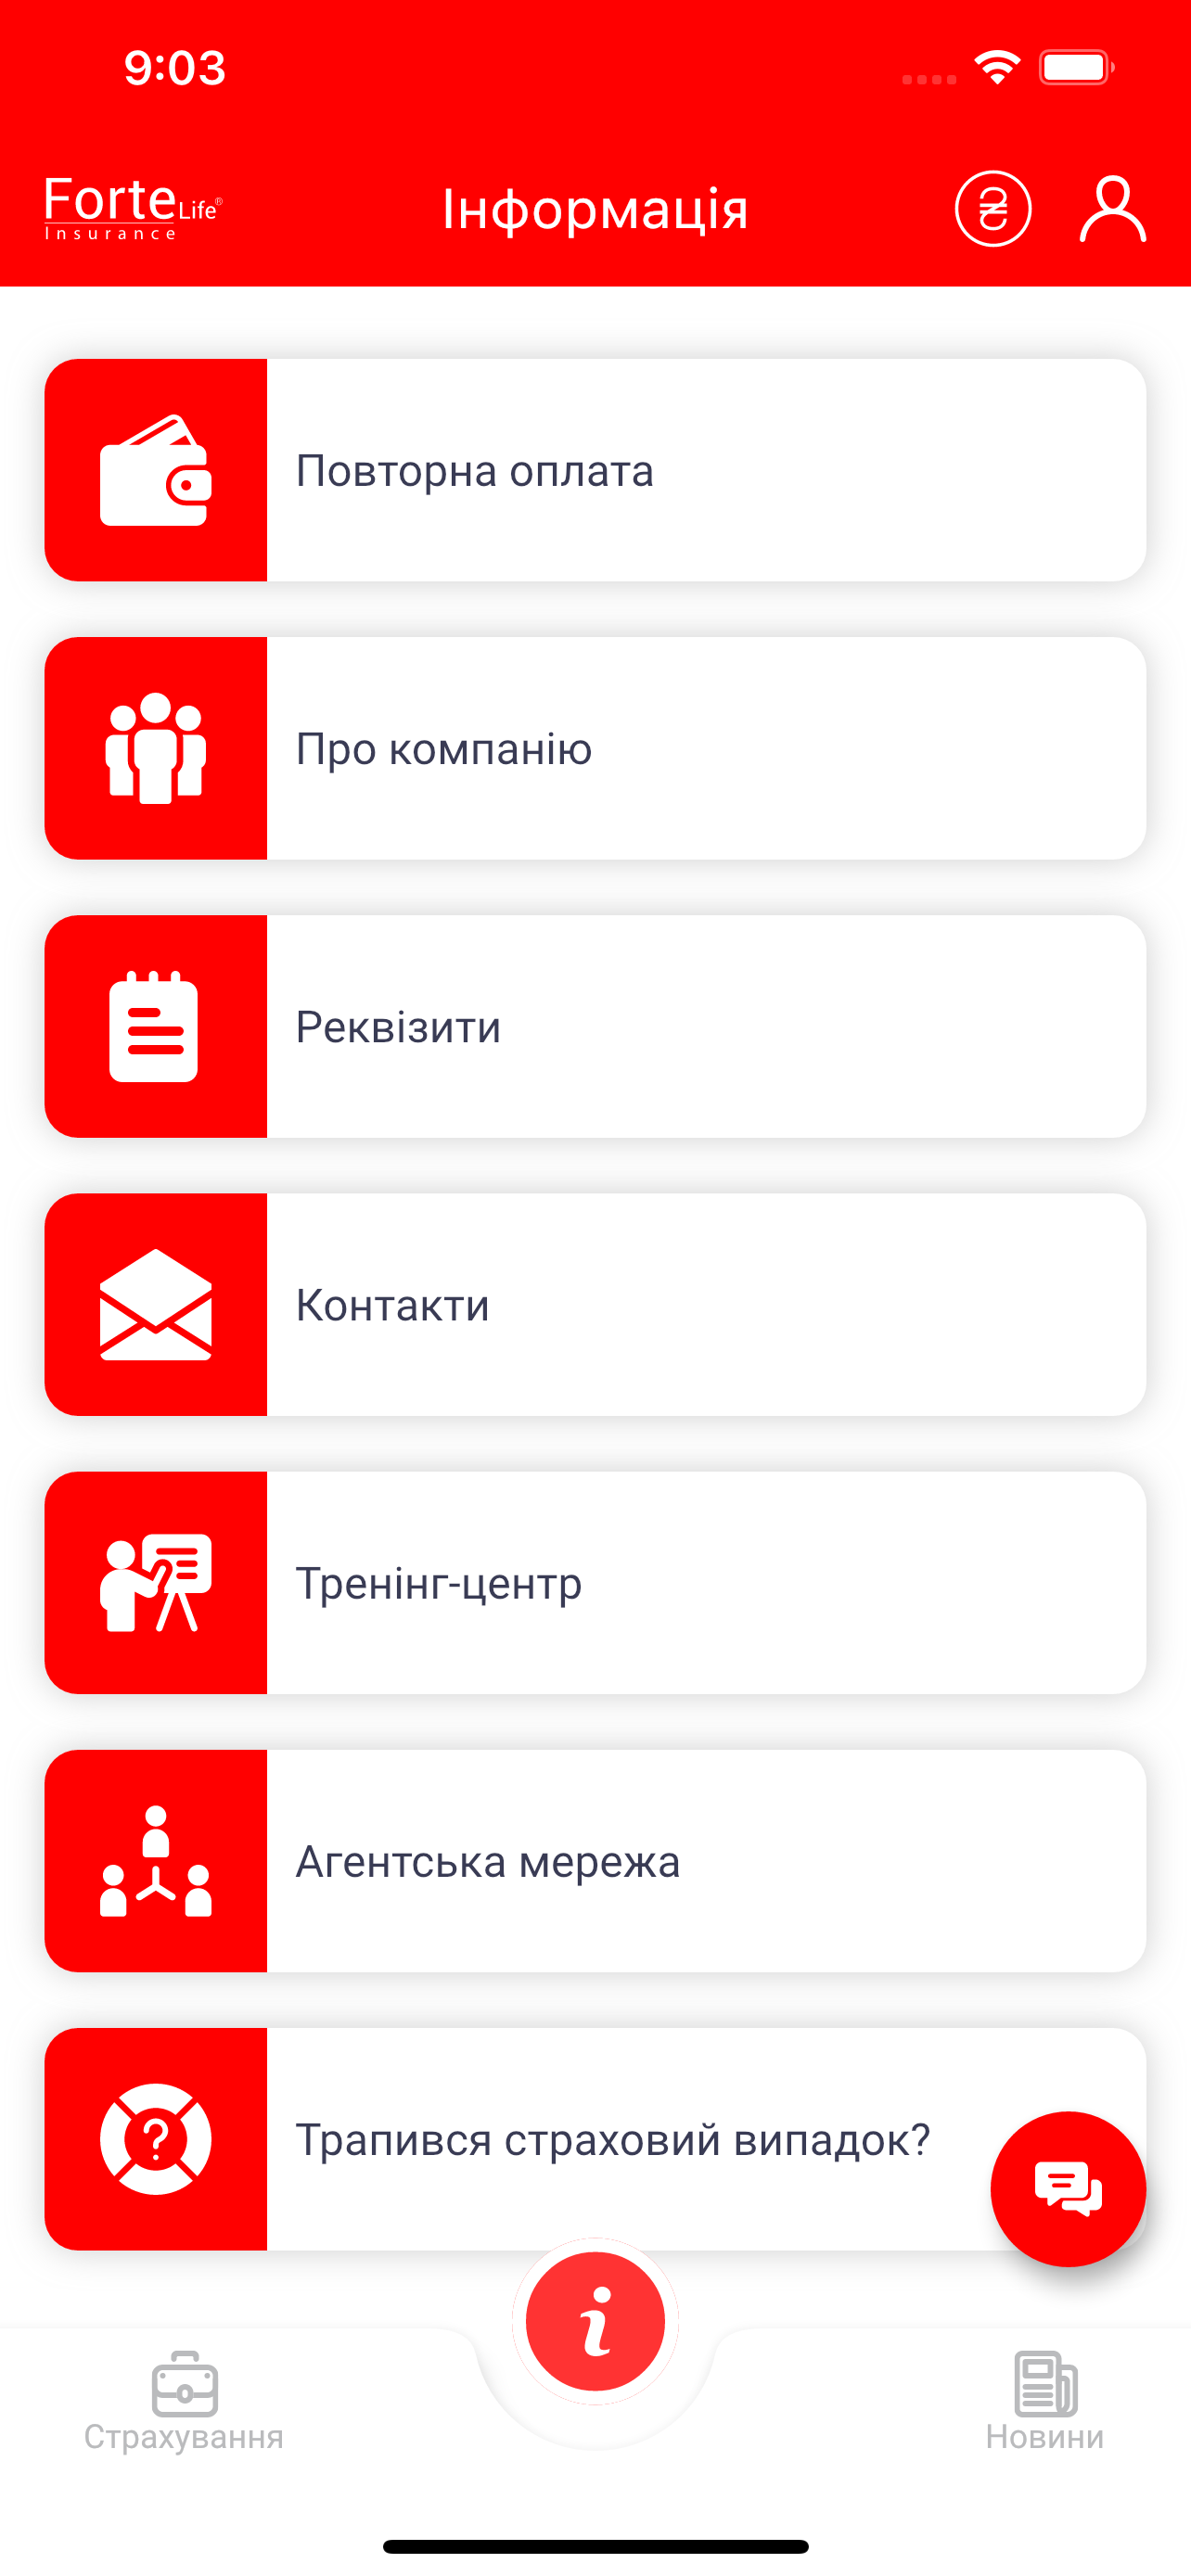 9:03
Forte Life®
Insurance
Інформація
₴
Повторна оплата
Про компанію
Реквізити
Контакти
Тренінг-центр
Агентська мережа
?
Трапився страховий випадок?
i
Страхування
Новини